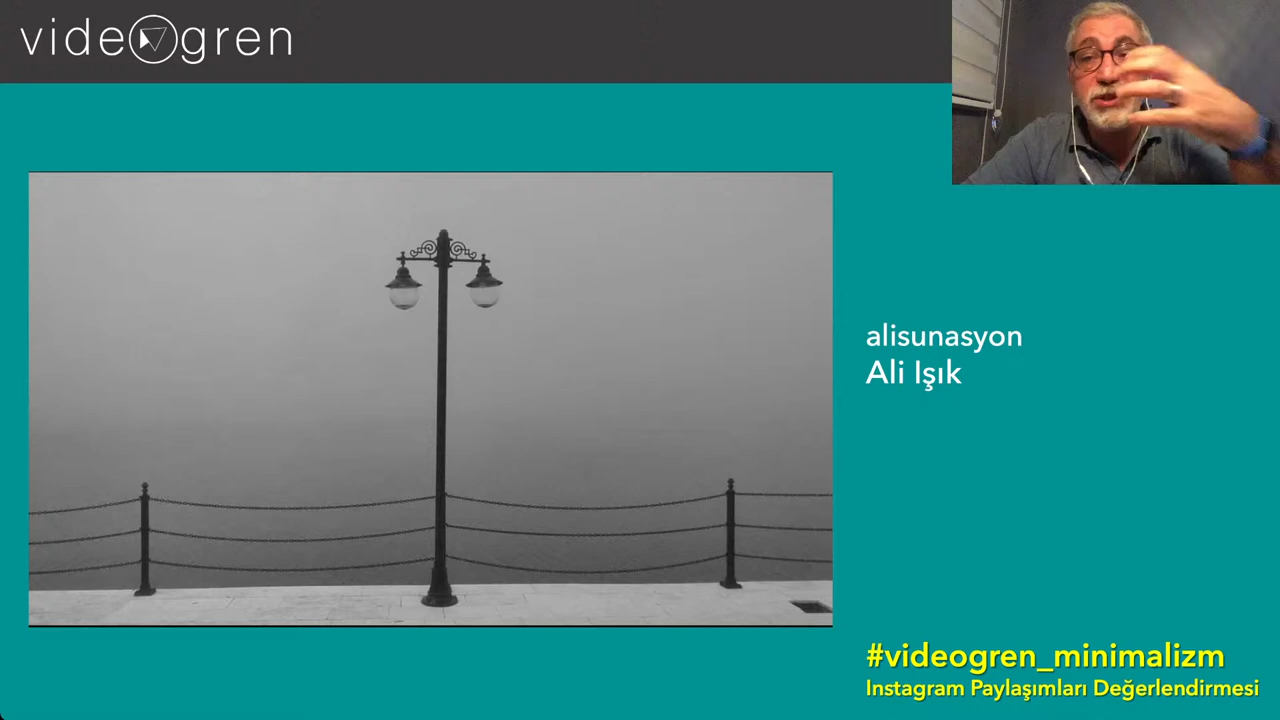 videogren
alisunasyon
Ali Işık
#videogren_minimalizm
Instagram Paylaşımları Değerlendirmesi